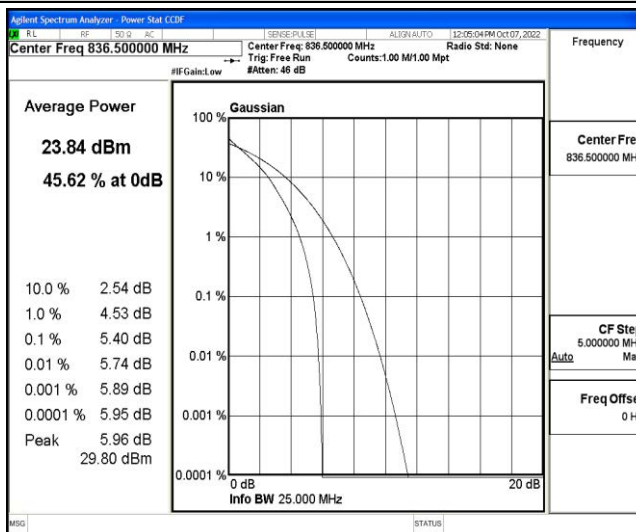 Agilent Spectrum Analyzer - Power Stat CCDF
RL RF 50 Ω AC SENSE:PULSE ALIGN AUTO 12:05:04 PM Oct 07, 2022
Center Freq 836.500000 MHz
Center Freq: 836.500000 MHz
Radio Std: None
Trig: Free Run
Counts:1.00 M/1.00 Mpt
#IFGain:Low
#Atten: 46 dB
Average Power
23.84 dBm
45.62 % at 0dB
10.0 % 2.54 dB
1.0 % 4.53 dB
0.1 % 5.40 dB
0.01 % 5.74 dB
0.001 % 5.89 dB
0.0001 % 5.95 dB
Peak 5.96 dB
29.80 dBm
Gaussian
100 %
10 %
1 %
0.1 %
0.01 %
0.001 %
0.0001 %
0 dB
20 dB
Info BW 25.000 MHz
Frequency
Center Fre
836.500000 MH
CF Ste
5.000000 MH
Auto Ma
Freq Offse
0 H
MSG
STATUS